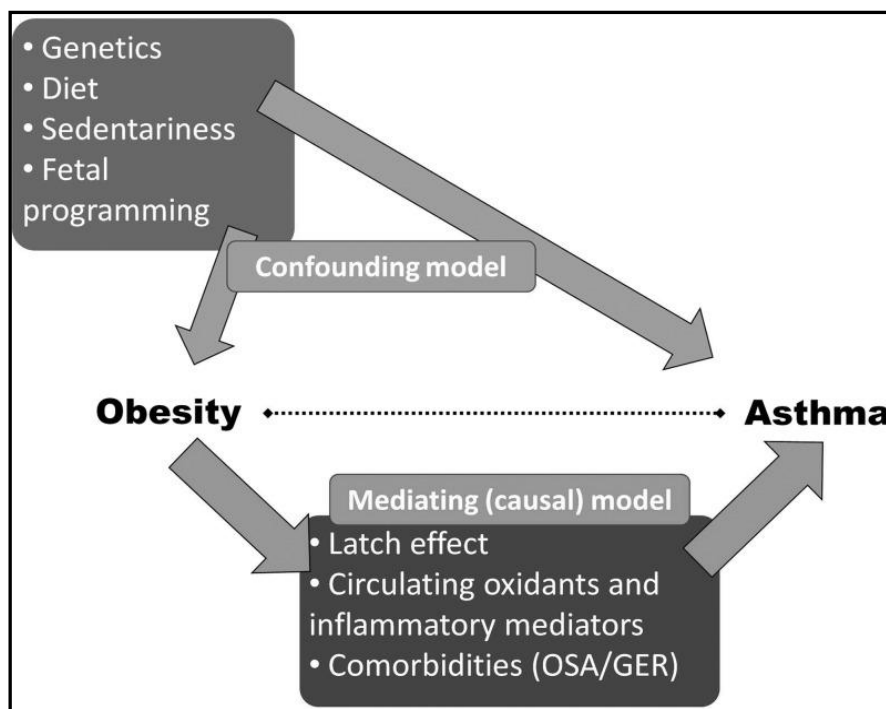 • Genetics
• Diet
• Sedentariness
• Fetal
programming
Confounding model
Obesity
Asthma
Mediating (causal) model
• Latch effect
• Circulating oxidants and
inflammatory mediators
• Comorbidities (OSA/GER)